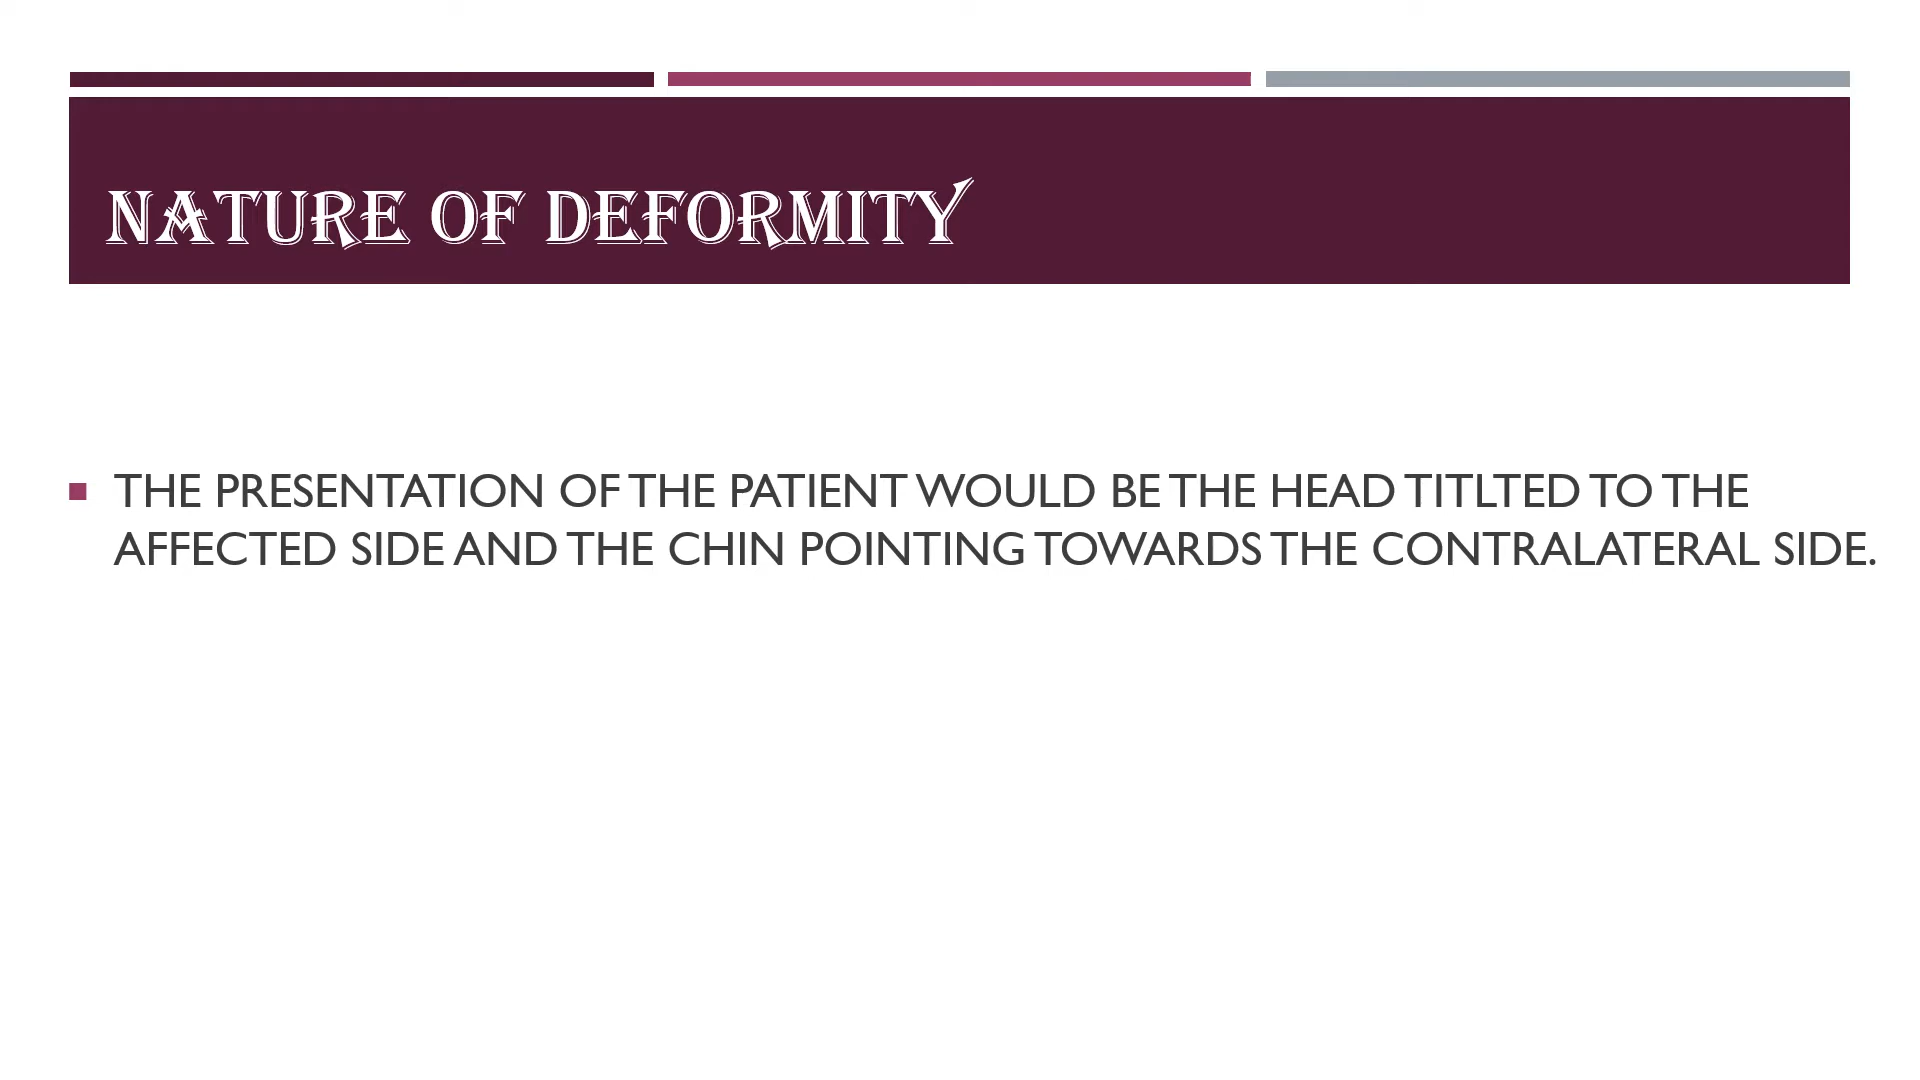 NATURE OF DEFORMITY
THE PRESENTATION OF THE PATIENT WOULD BE THE HEAD TITLTED TO THE
AFFECTED SIDE AND THE CHIN POINTING TOWARDS THE CONTRALATERAL SIDE.